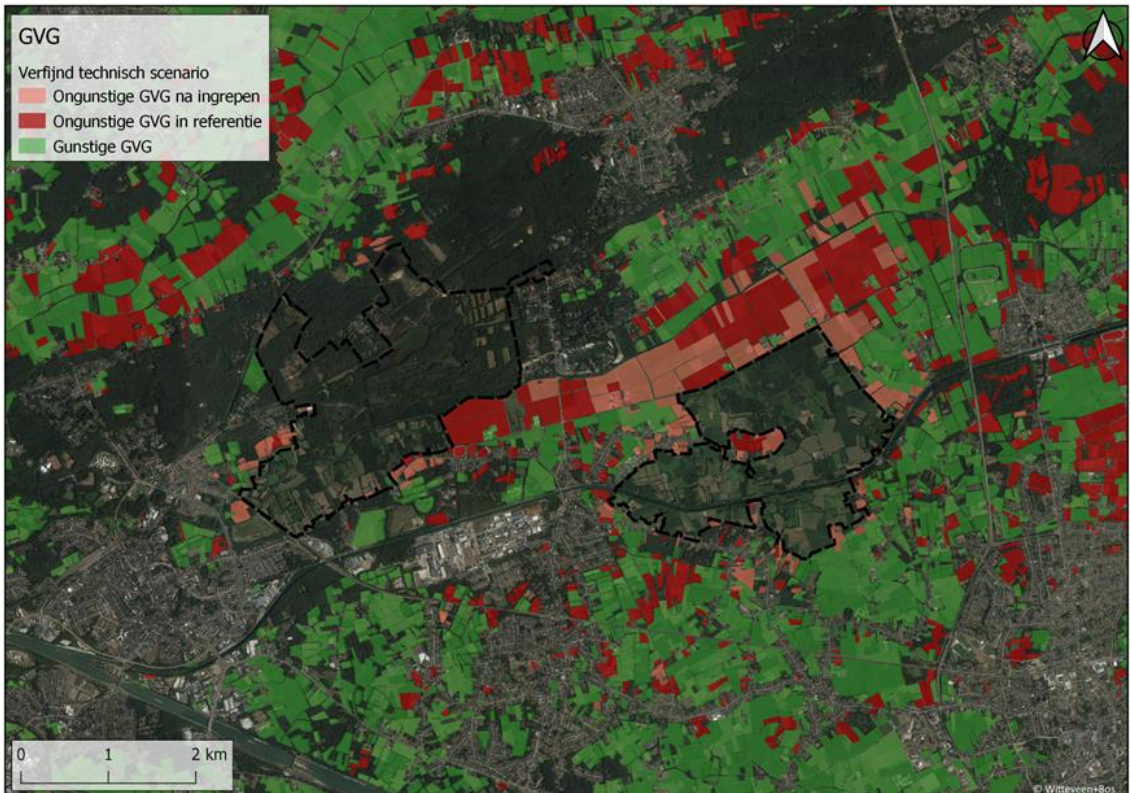 GVG
Verfijnd technisch scenario
Ongunstige GVG na ingrepen
Ongunstige GVG in referentie
Gunstige GVG
0 1 2 km
© Witteveen+Bos